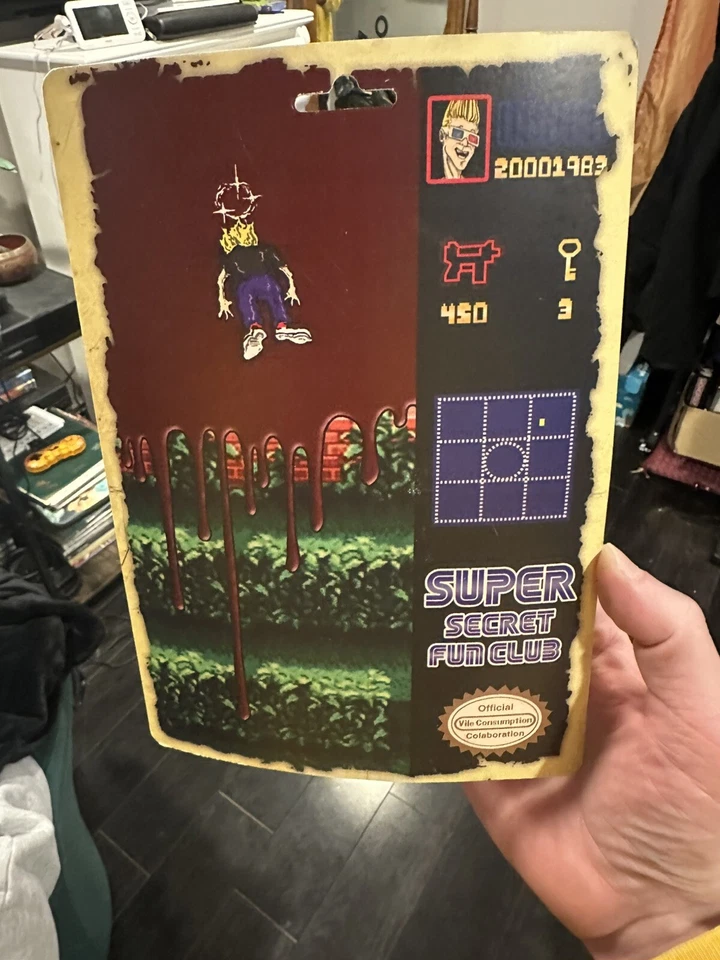 20001983
450
3
SUPER
SECRET
FUN CLUB
Official
Vile Consumption
Colaboration